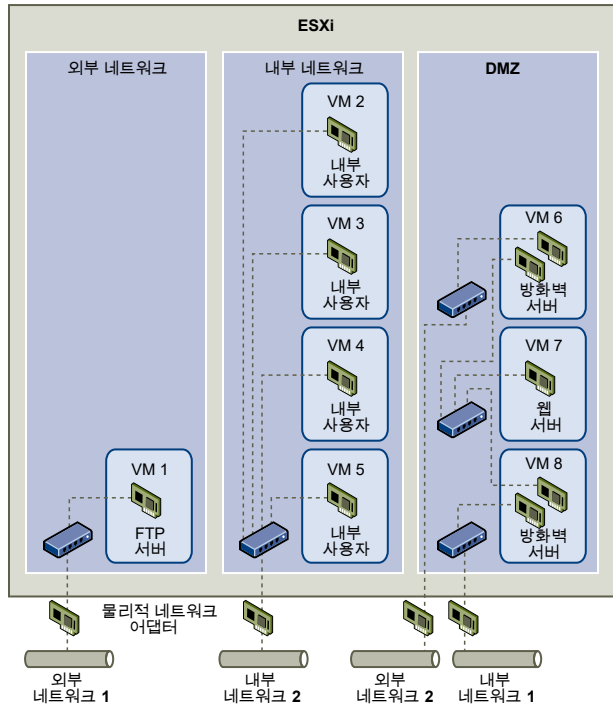 ESXi
외부 네트워크
내부 네트워크
DMZ
VM 2
내부
사용자
VM 3
내부
사용자
VM 4
내부
사용자
VM 5
내부
사용자
VM 1
FTP
서버
VM 6
방화벽
서버
VM 7
웹
서버
VM 8
방화벽
서버
물리적 네트워크
어댑터
외부
네트워크 1
내부
네트워크 2
외부
네트워크 2
내부
네트워크 1